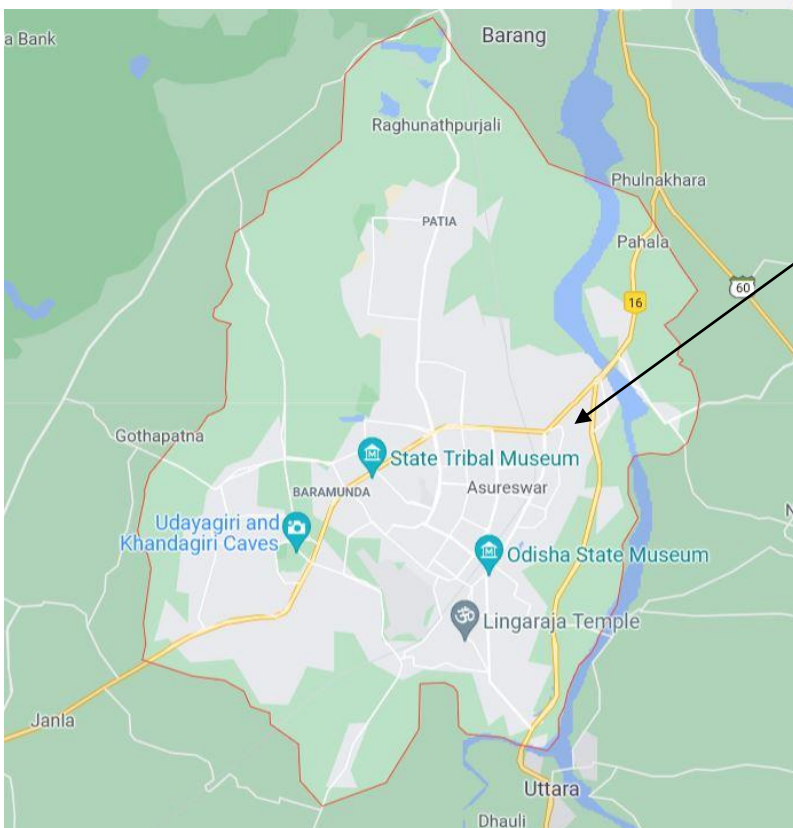 a Bank
Barang
Raghunathpurjali
Phulnakhara
PATIA
Pahala
60
16
Gothapatna
State Tribal Museum
BARAMUNDA
Asureswar
Udayagiri and
Khandagiri Caves
N
Odisha State Museum
Lingaraja Temple
Janla
Uttara
Dhauli